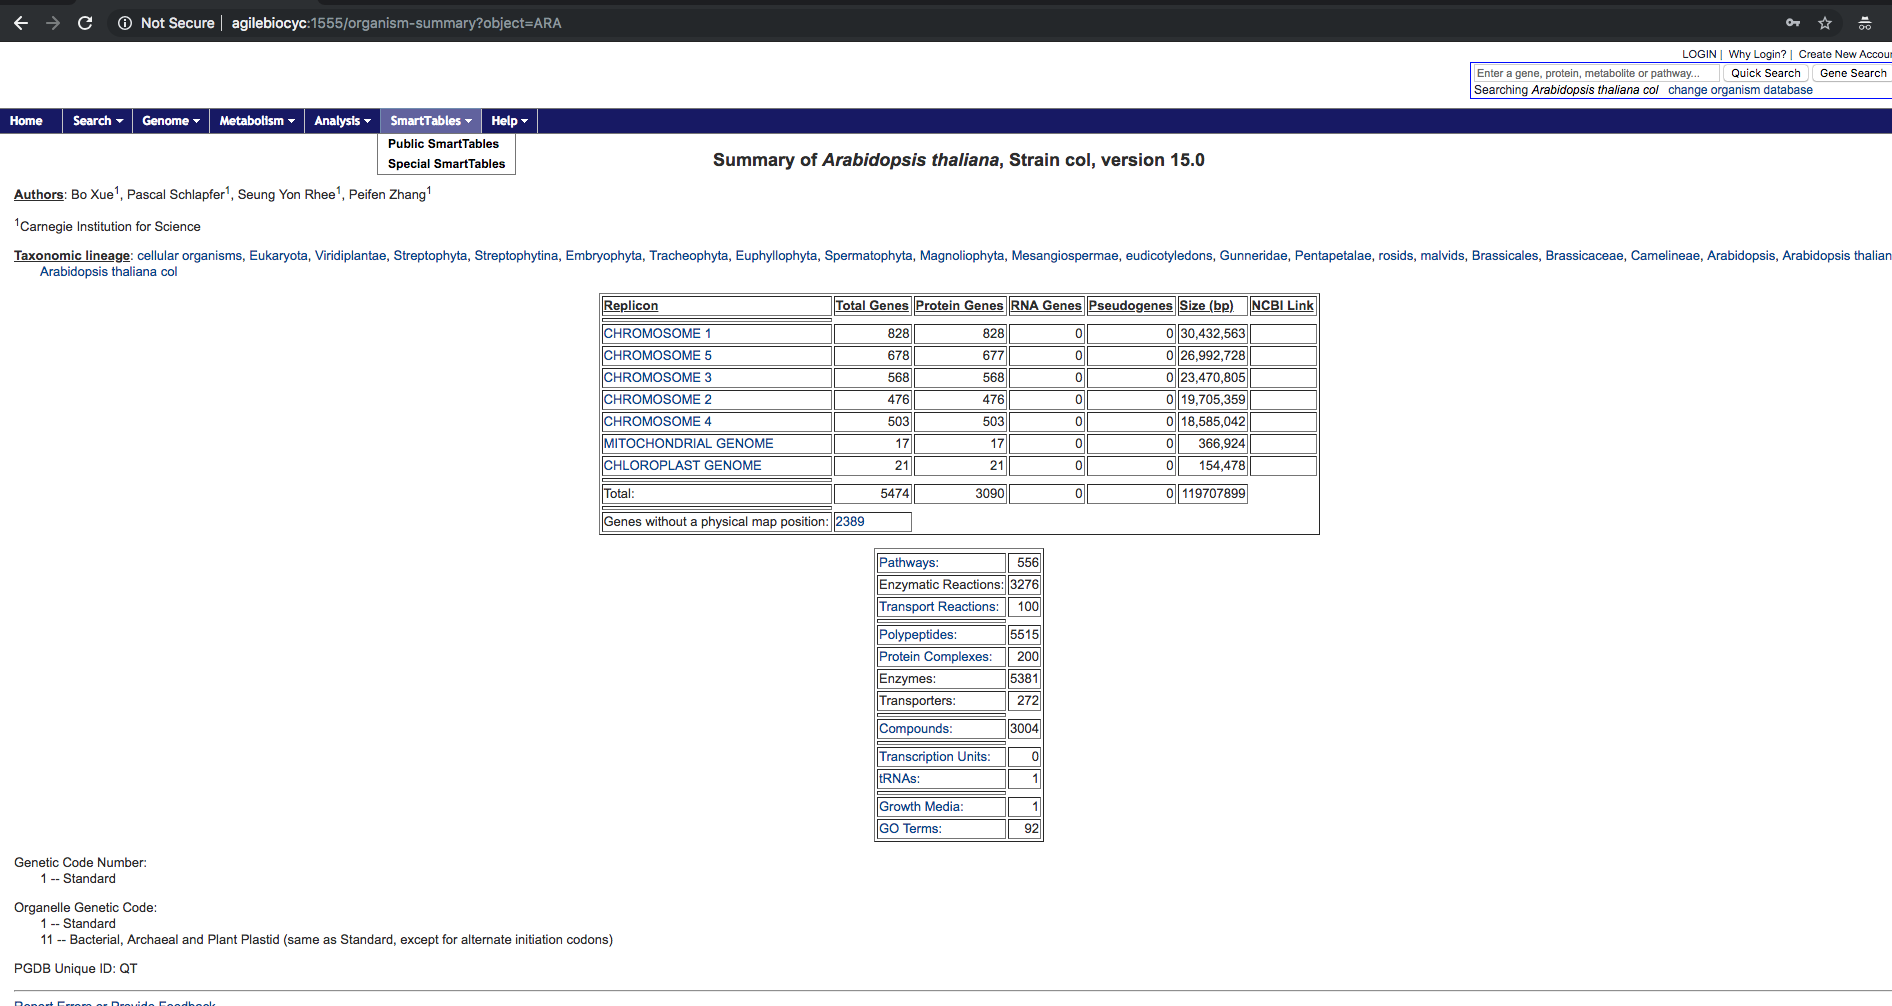 Not Secure | agilebiocyc:1555/organism-summary?object=ARA
LOGIN | Why Login? | Create New Accour
Enter a gene, protein, metabolite or pathway... Quick Search Gene Search
Searching Arabidopsis thaliana col change organism database
Home Search Genome Metabolism Analysis SmartTables Help
Public SmartTables
Special SmartTables
Summary of Arabidopsis thaliana, Strain col, version 15.0
Authors: Bo Xue1, Pascal Schlapfer1, Seung Yon Rhee1, Peifen Zhang1
1Carnegie Institution for Science
Taxonomic lineage: cellular organisms, Eukaryota, Viridiplantae, Streptophyta, Streptophytina, Embryophyta, Tracheophyta, Euphyllophyta, Spermatophyta, Magnoliophyta, Mesangiospermae, eudicotyledons, Gunneridae, Pentapetalae, rosids, malvids, Brassicales, Brassicaceae, Camelineae, Arabidopsis, Arabidopsis thalian
Arabidopsis thaliana col
Replicon Total Genes Protein Genes RNA Genes Pseudogenes Size (bp) NCBI Link
CHROMOSOME 1 828 828 0 0 30,432,563
CHROMOSOME 5 678 677 0 0 26,992,728
CHROMOSOME 3 568 568 0 0 23,470,805
CHROMOSOME 2 476 476 0 0 19,705,359
CHROMOSOME 4 503 503 0 0 18,585,042
MITOCHONDRIAL GENOME 17 17 0 0 366,924
CHLOROPLAST GENOME 21 21 0 0 154,478
Total: 5474 3090 0 0 119707899
Genes without a physical map position: 2389
Pathways: 556
Enzymatic Reactions: 3276
Transport Reactions: 100
Polypeptides: 5515
Protein Complexes: 200
Enzymes: 5381
Transporters: 272
Compounds: 3004
Transcription Units: 0
tRNAs: 1
Growth Media: 1
GO Terms: 92
Genetic Code Number:
1 -- Standard
Organelle Genetic Code:
1 -- Standard
11 -- Bacterial, Archaeal and Plant Plastid (same as Standard, except for alternate initiation codons)
PGDB Unique ID: QT
Report Errors or Provide Feedback